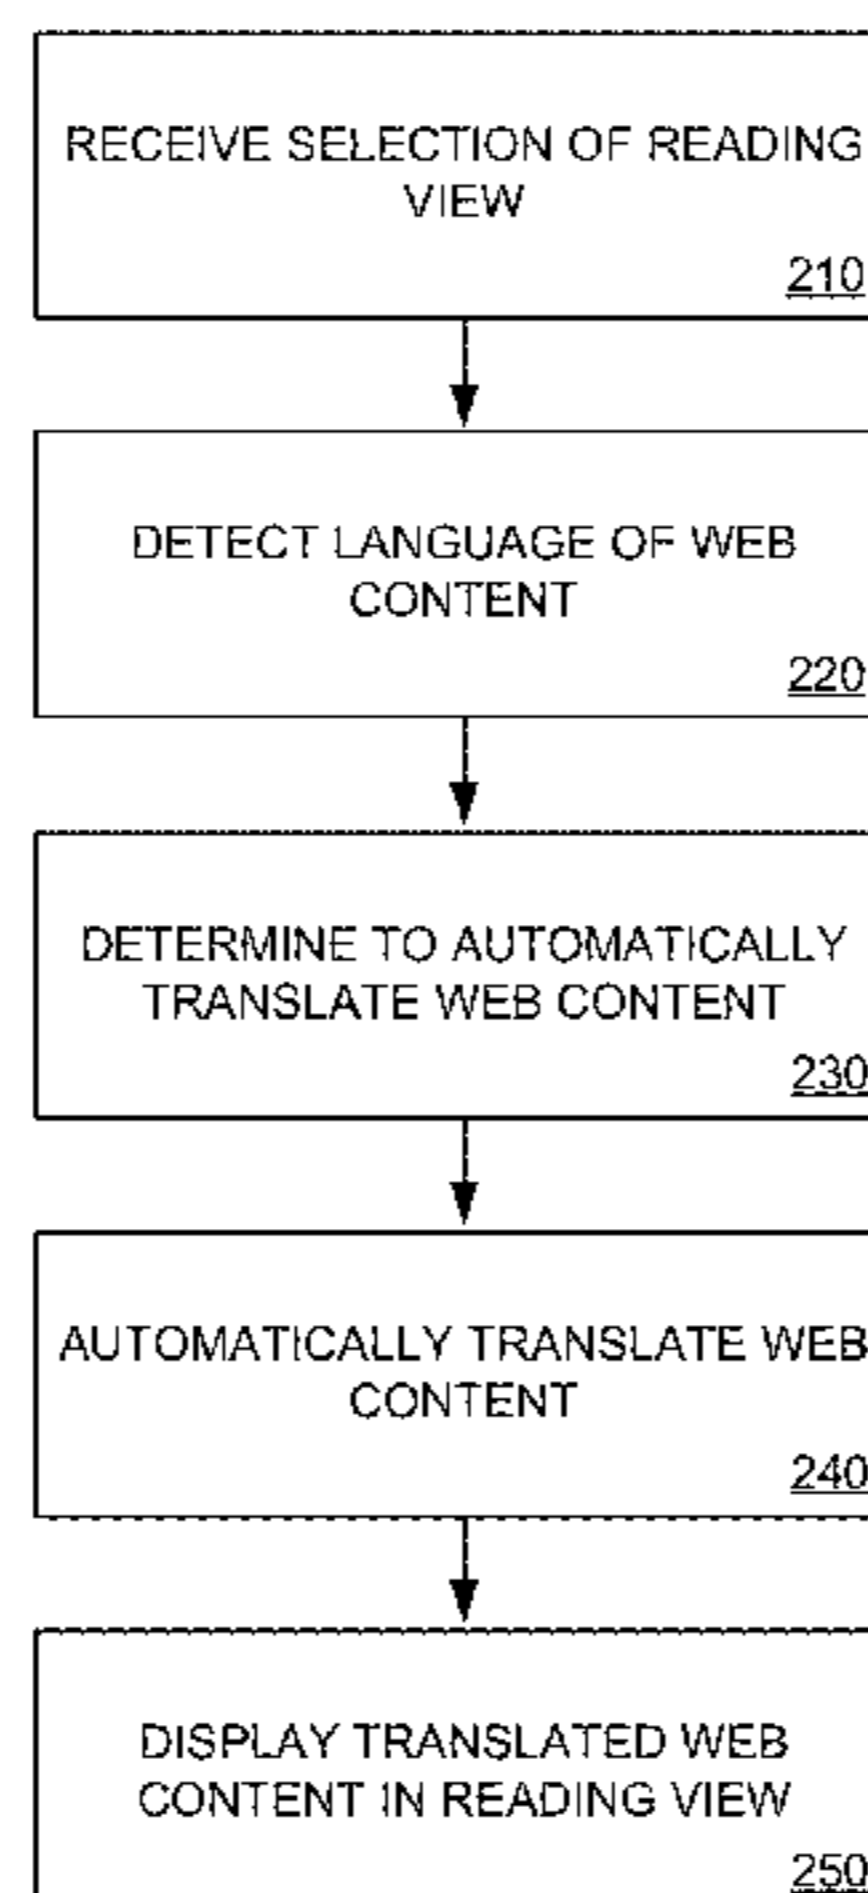 RECEIVE SELECTION OF READING
VIEW
210
DETECT LANGUAGE OF WEB
CONTENT
220
DETERMINE TO AUTOMATICALLY
TRANSLATE WEB CONTENT
230
AUTOMATICALLY TRANSLATE WEB
CONTENT
240
DISPLAY TRANSLATED WEB
CONTENT IN READING VIEW
250